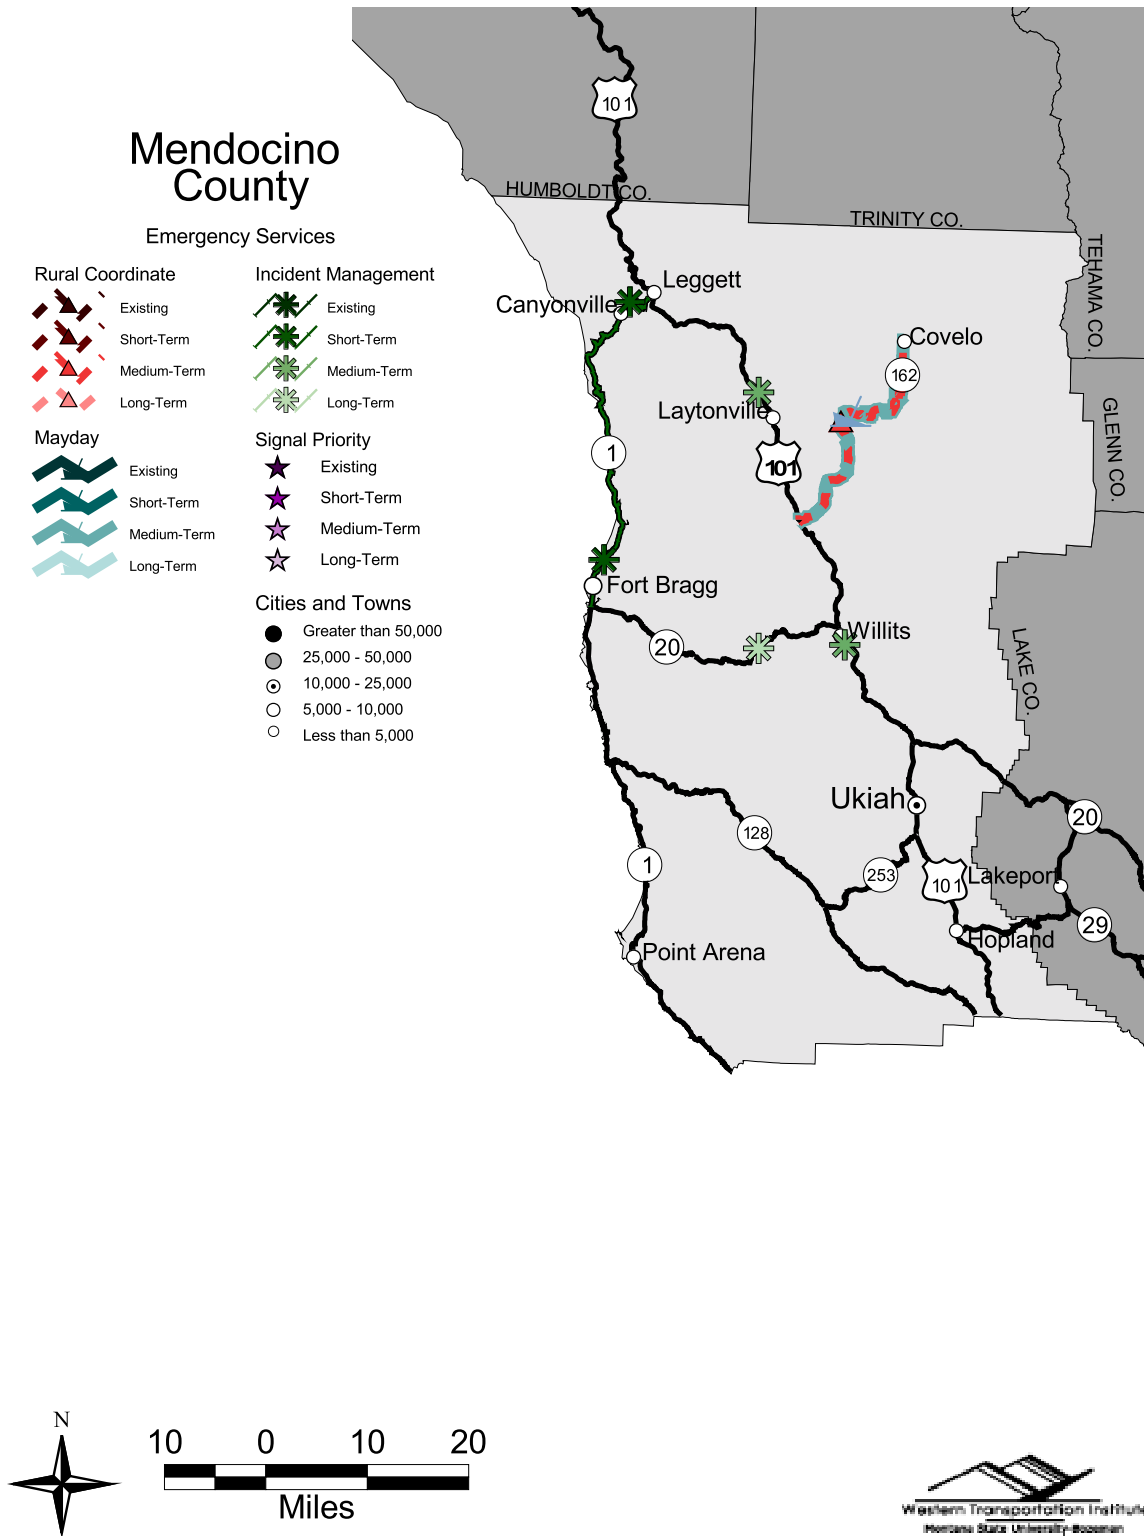 Mendocino
County
Emergency Services
Rural Coordinate
Existing
Short-Term
Medium-Term
Long-Term
Incident Management
Existing
Short-Term
Medium-Term
Long-Term
Mayday
Existing
Short-Term
Medium-Term
Long-Term
Signal Priority
Existing
Short-Term
Medium-Term
Long-Term
Cities and Towns
Greater than 50,000
25,000 - 50,000
10,000 - 25,000
5,000 - 10,000
Less than 5,000
101
HUMBOLDT CO.
TRINITY CO.
TEHAMA CO.
Leggett
Canyonville
Covelo
162
GLENN CO.
Laytonville
1
101
Fort Bragg
Willits
20
LAKE CO.
Ukiah
20
128
1
253
101
Lakeport
29
Hopland
Point Arena
N
10 0 10 20
Miles
Western Transportation Institute
Montana State University-Bozeman